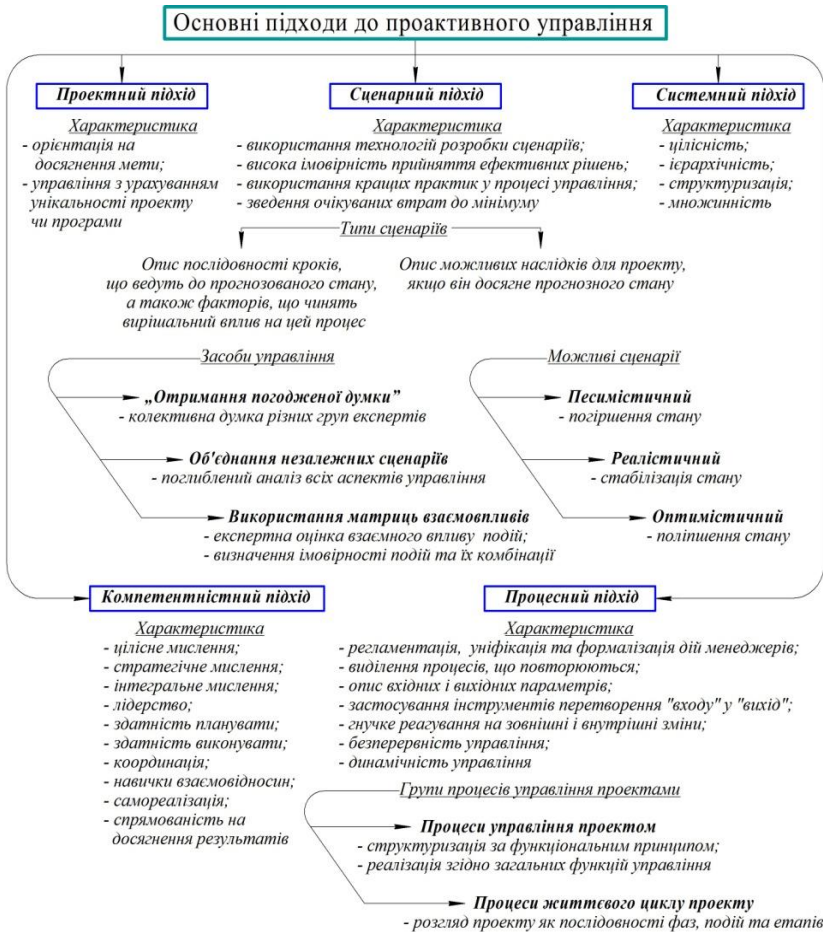 Основні підходи до проактивного управління
Проектний підхід
Характеристика
- орієнтація на
досягнення мети;
- управління з урахуванням
унікальності проекту
чи програми
Сценарний підхід
Характеристика
- використання технологій розробки сценаріїв;
- висока імовірність прийняття ефективних рішень;
- використання кращих практик у процесі управління;
- зведення очікуваних втрат до мінімуму
Системний підхід
Характеристика
- цілісність;
- ієрархічність;
- структуризація;
- множинність
Типи сценаріїв
Опис послідовності кроків,
що ведуть до прогнозованого стану,
а також факторів, що чинять
вирішальний вплив на цей процес
Опис можливих наслідків для проекту,
якщо він досягне прогнозного стану
Засоби управління
„Отримання погодженої думки”
- колективна думка різних груп експертів
Об'єднання незалежних сценаріїв
- поглиблений аналіз всіх аспектів управління
Використання матриць взаємовпливів
- експертна оцінка взаємного впливу подій;
- визначення імовірності подій та їх комбінації
Можливі сценарії
Песимістичний
- погіршення стану
Реалістичний
- стабілізація стану
Оптимістичний
- поліпшення стану
Компетентністний підхід
Характеристика
- цілісне мислення;
- стратегічне мислення;
- інтегральне мислення;
- лідерство;
- здатність планувати;
- здатність виконувати;
- координація;
- навички взаємовідносин;
- самореалізація;
- спрямованість на
досягнення результатів
Процесний підхід
Характеристика
- регламентація, уніфікація та формалізація дій менеджерів;
- виділення процесів, що повторюються;
- опис вхідних і вихідних параметрів;
- застосування інструментів перетворення "входу" у "вихід";
- гнучке реагування на зовнішні і внутрішні зміни;
- безперервність управління;
- динамічність управління
Групи процесів управління проектами
Процеси управління проектом
- структуризація за функціональним принципом;
- реалізація згідно загальних функцій управління
Процеси життєвого циклу проекту
- розгляд проекту як послідовності фаз, подій та етапів